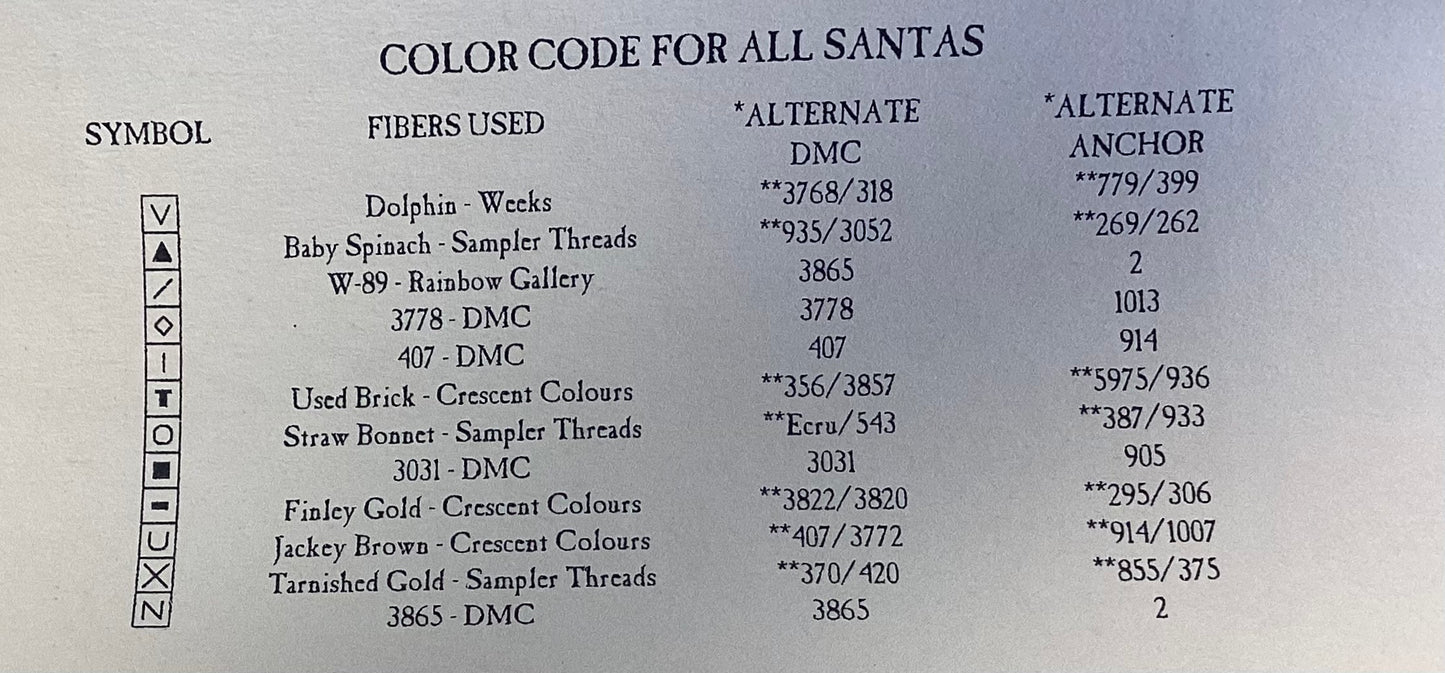 COLOR CODE FOR ALL SANTAS
SYMBOL FIBERS USED *ALTERNATE DMC *ALTERNATE ANCHOR
V Dolphin - Weeks **3768/318 **779/399
▲ Baby Spinach - Sampler Threads **935/3052 **269/262
/ W-89 - Rainbow Gallery 3865 2
◇ 3778 - DMC 3778 1013
| 407 - DMC 407 914
T Used Brick - Crescent Colours **356/3857 **5975/936
O Straw Bonnet - Sampler Threads **Ecru/543 **387/933
■ 3031 - DMC 3031 905
- Finley Gold - Crescent Colours **3822/3820 **295/306
U Jackey Brown - Crescent Colours **407/3772 **914/1007
X Tarnished Gold - Sampler Threads **370/420 **855/375
N 3865 - DMC 3865 2